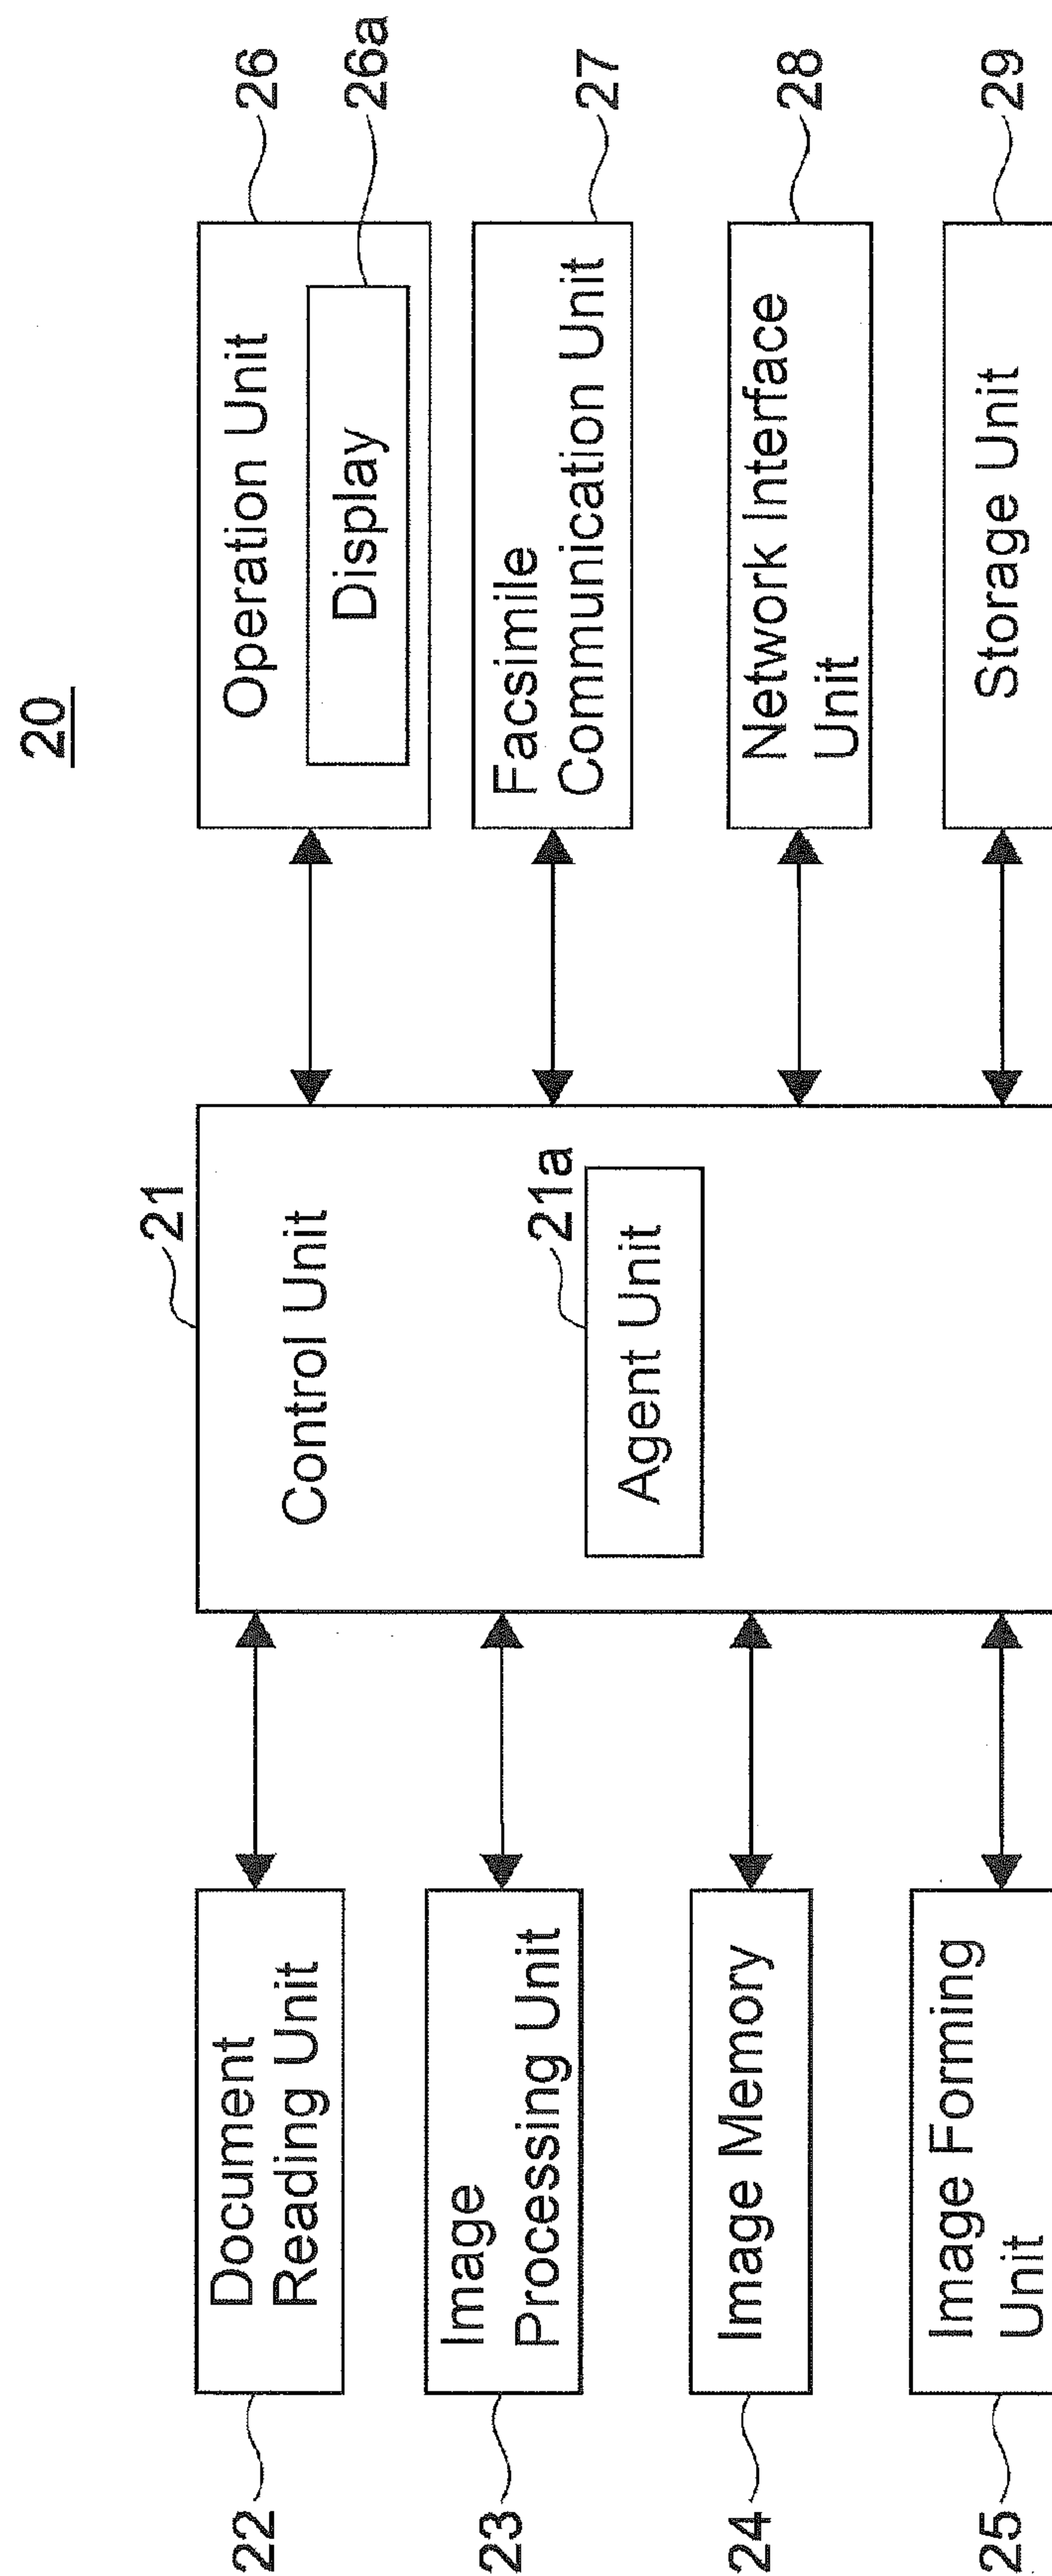 20
22
Document
Reading Unit
23
Image
Processing Unit
24
Image Memory
25
Image Forming
Unit
21
Control Unit
21a
Agent Unit
26
Operation Unit
26a
Display
27
Facsimile
Communication Unit
28
Network Interface
Unit
29
Storage Unit